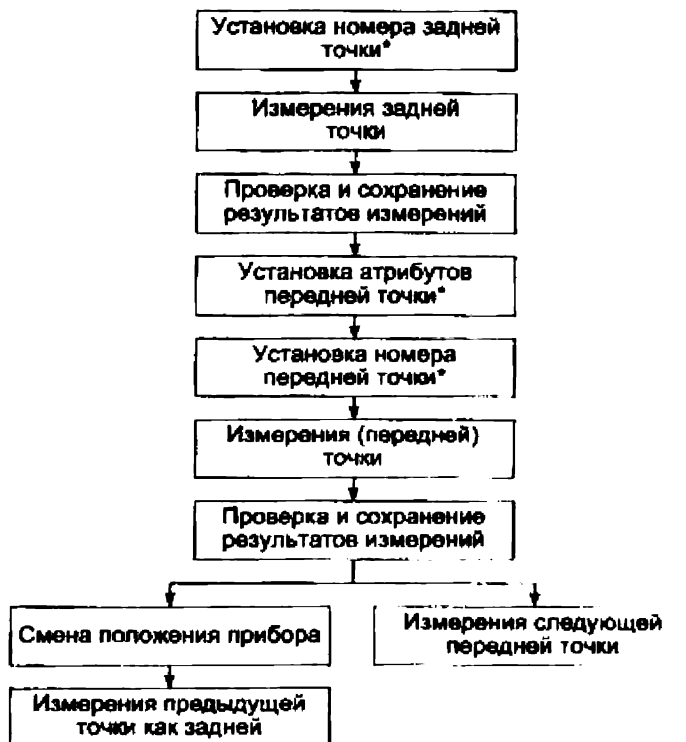 Установка номера задней
точки*
Измерения задней
точки
Проверка и сохранение
результатов измерений
Установка атрибутов
передней точки*
Установка номера
передней точки*
Измерения (передней)
точки
Проверка и сохранение
результатов измерений
Смена положения прибора
Измерения следующей
передней точки
Измерения предыдущей
точки как задней